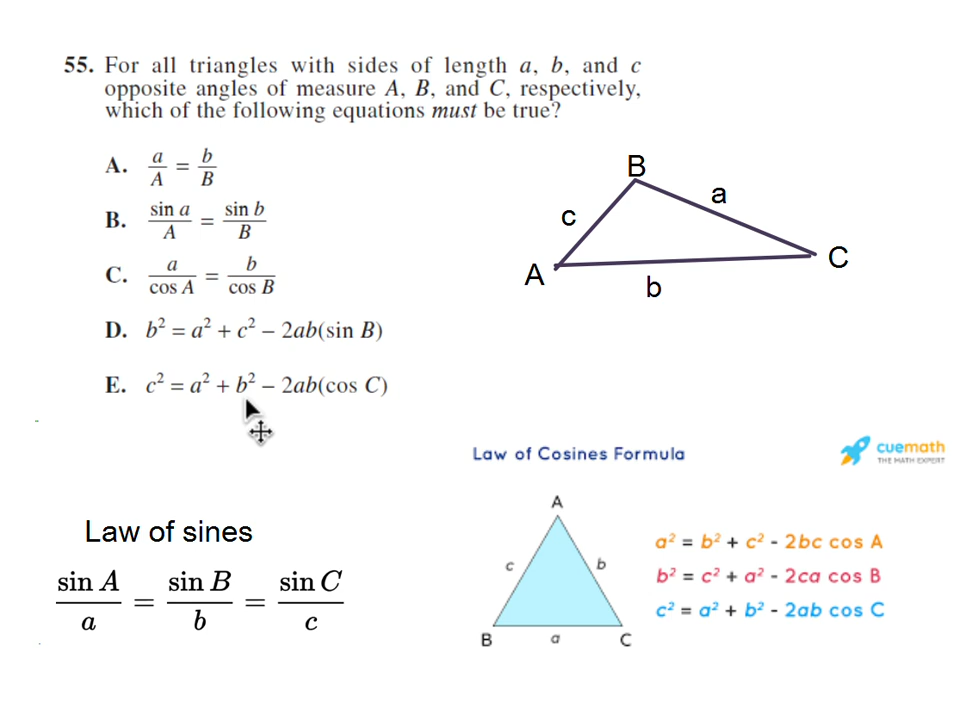 55. For all triangles with sides of length a, b, and c
opposite angles of measure A, B, and C, respectively,
which of the following equations must be true?
A. a/A = b/B
B. sin a/A = sin b/B
C. a/cos A = b/cos B
D. b² = a² + c² – 2ab(sin B)
E. c² = a² + b² – 2ab(cos C)
B
a
c
A
C
b
Law of Cosines Formula
cuemath
THE MATH EXPERT
A
c
b
B
a
C
a² = b² + c² - 2bc cos A
b² = c² + a² - 2ca cos B
c² = a² + b² - 2ab cos C
Law of sines
sin A/a = sin B/b = sin C/c